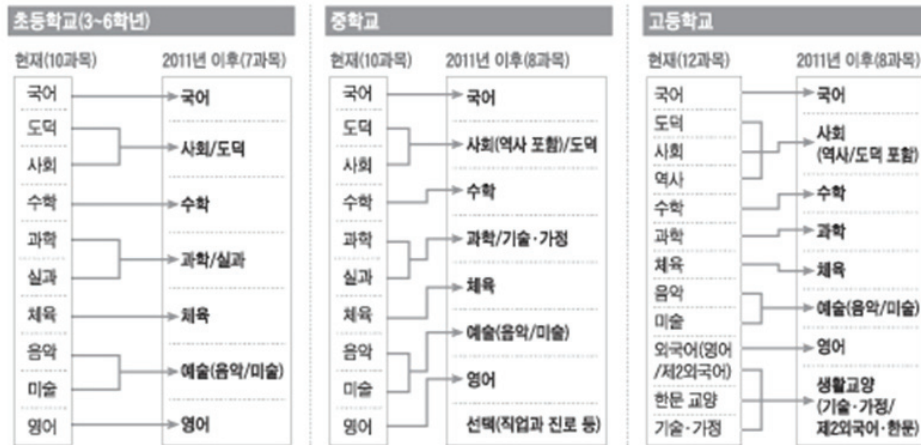 초등학교(3~6학년)
현재(10과목)
2011년 이후(7과목)
국어
도덕
사회
수학
과학
실과
체육
음악
미술
영어
국어
사회/도덕
수학
과학/실과
체육
예술(음악/미술)
영어
중학교
현재(10과목)
2011년 이후(8과목)
국어
도덕
사회
수학
과학
실과
체육
음악
미술
영어
국어
사회(역사 포함)/도덕
수학
과학/기술·가정
체육
예술(음악/미술)
영어
선택(직업과 진로 등)
고등학교
현재(12과목)
2011년 이후(8과목)
국어
도덕
사회
역사
수학
과학
체육
음악
미술
외국어(영어
/제2외국어)
한문 교양
기술·가정
국어
사회
(역사/도덕 포함)
수학
과학
체육
예술(음악/미술)
영어
생활교양
(기술·가정/
제2외국어·한문)